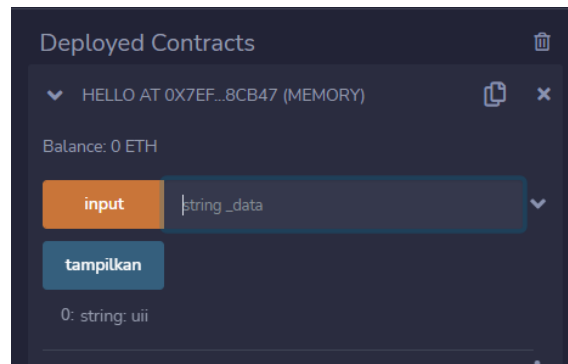 Deployed Contracts
HELLO AT 0X7EF...8CB47 (MEMORY)
Balance: 0 ETH
input string _data
tampilkan
0: string: uii